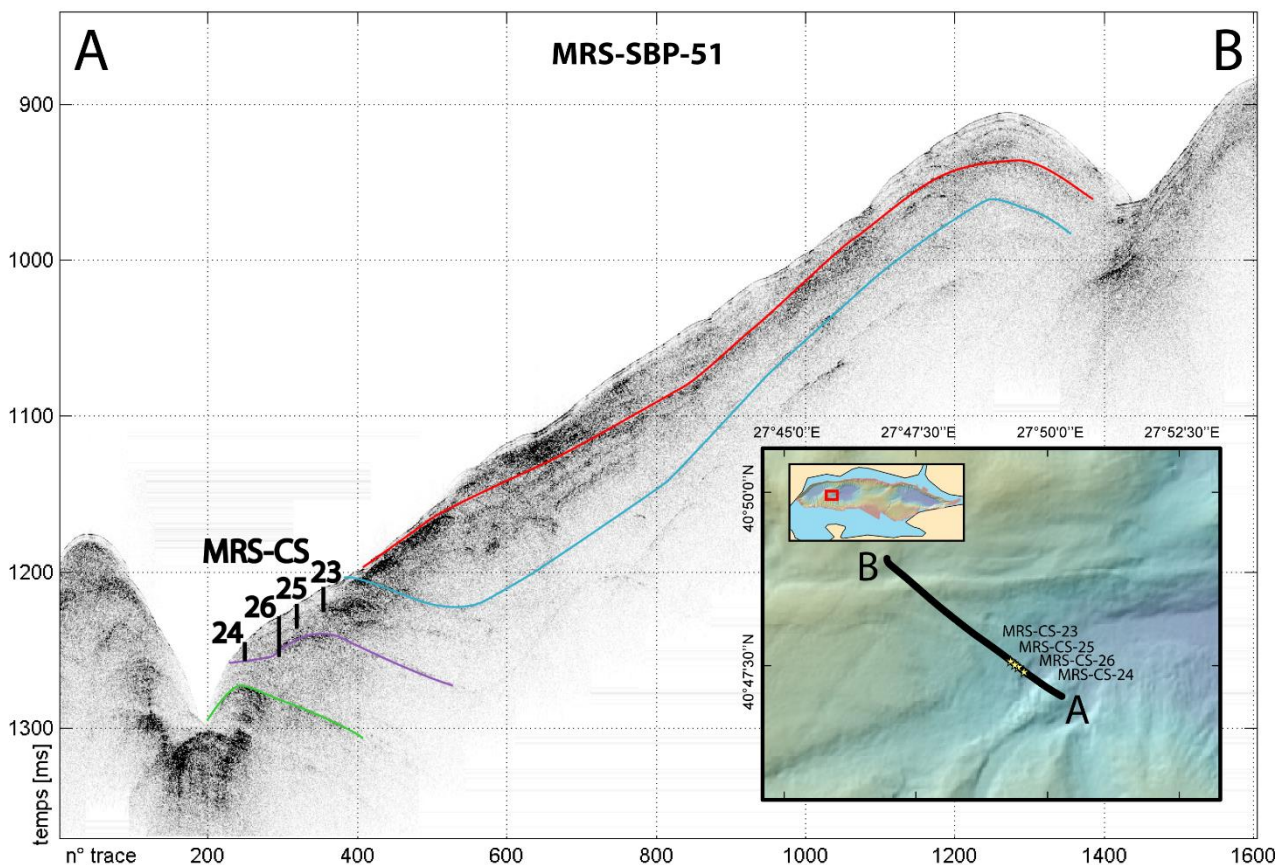 A
MRS-SBP-51
B
900
1000
1100
1200
1300
temps [ms]
MRS-CS
24
26
25
23
n° trace
200
400
600
800
1000
1200
1400
1600
27°45'0"E
27°47'30"E
27°50'0"E
27°52'30"E
40°50'0"N
40°47'30"N
B
MRS-CS-23
MRS-CS-25
MRS-CS-26
MRS-CS-24
A